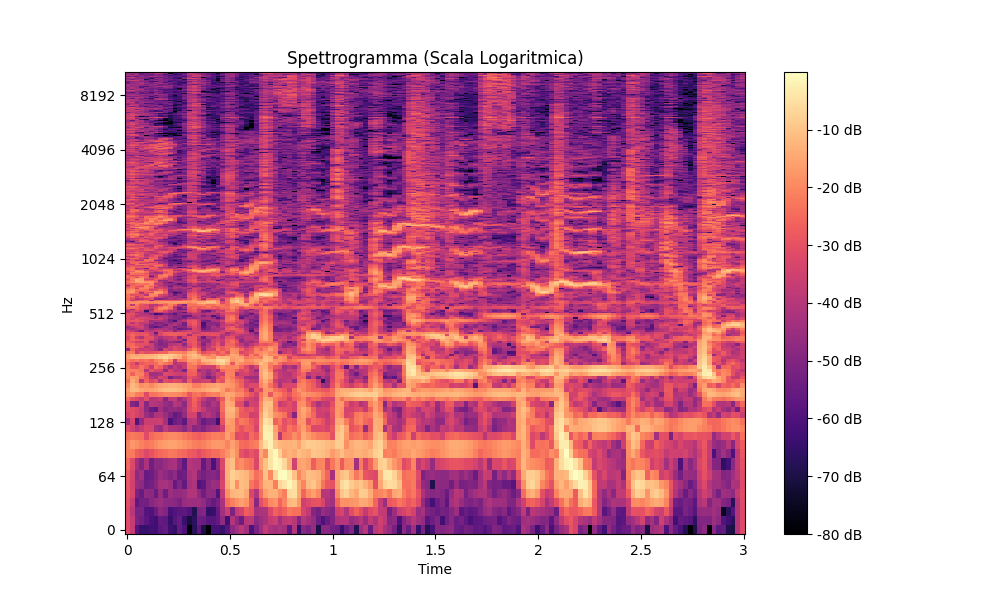 Spettrogramma (Scala Logaritmica)
Hz
8192
4096
2048
1024
512
256
128
64
0
0
0.5
1
1.5
2
2.5
3
Time
-10 dB
-20 dB
-30 dB
-40 dB
-50 dB
-60 dB
-70 dB
-80 dB